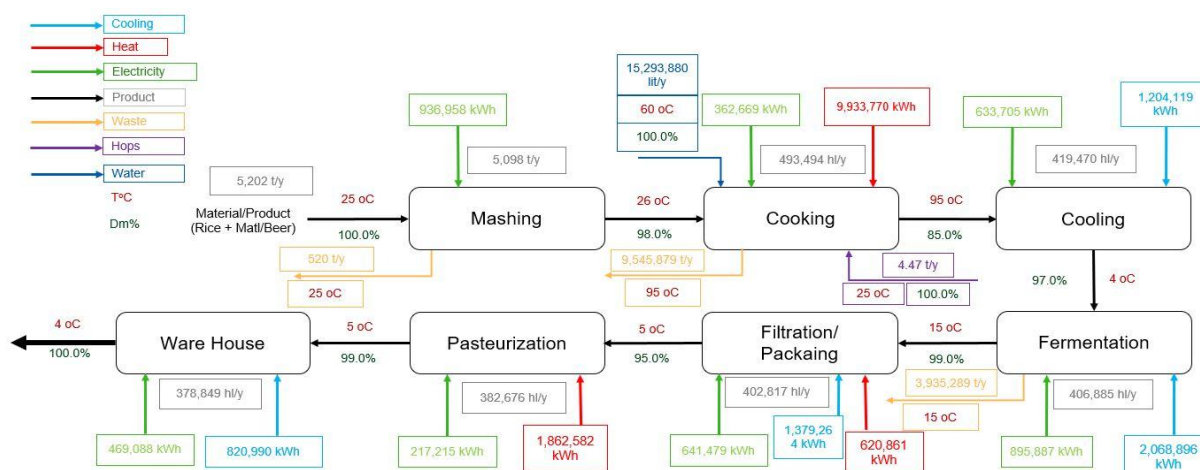 Cooling
Heat
Electricity
Product
Waste
Hops
Water
T°C
Dm%
5,202 t/y
Material/Product
(Rice + Matl/Beer)
25 oC
100.0%
936,958 kWh
5,098 t/y
Mashing
520 t/y
25 oC
26 oC
98.0%
15,293,880
lit/y
60 oC
100.0%
362,669 kWh
9,933,770 kWh
493,494 hl/y
Cooking
9,545,879 t/y
95 oC
95 oC
85.0%
4.47 t/y
25 oC
100.0%
633,705 kWh
1,204,119
kWh
419,470 hl/y
Cooling
97.0%
4 oC
Fermentation
406,885 hl/y
895,887 kWh
2,068,896
kWh
15 oC
99.0%
3,935,289 t/y
15 oC
Filtration/
Packaing
402,817 hl/y
641,479 kWh
1,379,26
4 kWh
620,861
kWh
5 oC
95.0%
Pasteurization
382,676 hl/y
217,215 kWh
1,862,582
kWh
5 oC
99.0%
Ware House
378,849 hl/y
469,088 kWh
820,990 kWh
4 oC
100.0%